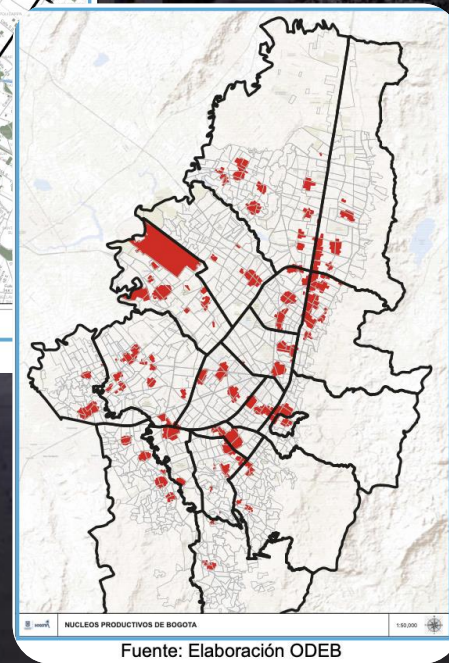 NUCLEOS PRODUCTIVOS DE BOGOTA
1:50,000
Fuente: Elaboración ODEB